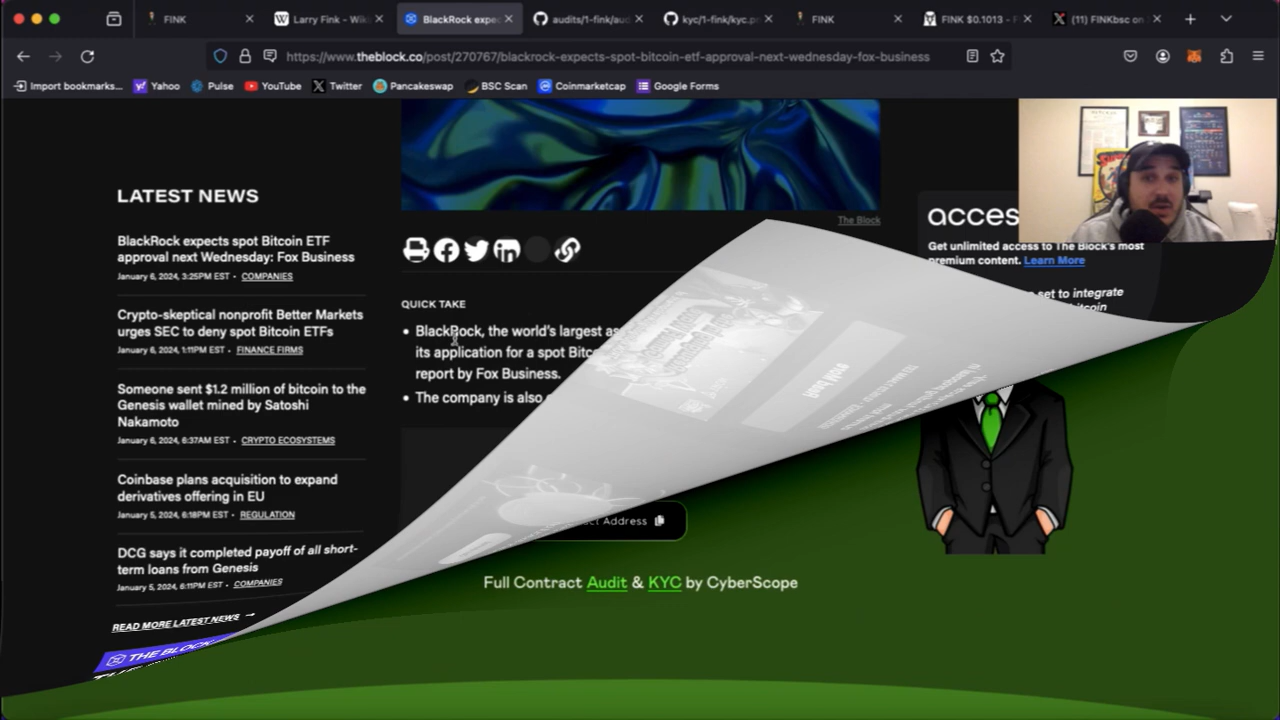 FINK
Larry Fink - Wiki
BlackRock expec
audits/1-fink/aud
kyc/1-fink/kyc.p
FINK
FINK $0.1013 - P
(11) FINKbsc on
https://www.theblock.co/post/270767/blackrock-expects-spot-bitcoin-etf-approval-next-wednesday-fox-business
Import bookmarks...
Yahoo
Pulse
YouTube
Twitter
Pancakeswap
BSC Scan
Coinmarketcap
Google Forms
LATEST NEWS
BlackRock expects spot Bitcoin ETF
approval next Wednesday: Fox Business
January 6, 2024, 3:25PM EST • COMPANIES
Crypto-skeptical nonprofit Better Markets
urges SEC to deny spot Bitcoin ETFs
January 6, 2024, 1:11PM EST • FINANCE FIRMS
Someone sent $1.2 million of bitcoin to the
Genesis wallet mined by Satoshi
Nakamoto
January 6, 2024, 6:37AM EST • CRYPTO ECOSYSTEMS
Coinbase plans acquisition to expand
derivatives offering in EU
January 5, 2024, 6:18PM EST • REGULATION
DCG says it completed payoff of all short-
term loans from Genesis
January 5, 2024, 6:11PM EST • COMPANIES
READ MORE LATEST NEWS →
THE BLOCK
The Block
QUICK TAKE
• BlackRock, the world's largest as
its application for a spot Bitc
report by Fox Business.
• The company is also
acces
Get unlimited access to The Block's most
premium content. Learn More
set to integrate
Bitcoin
Address
Full Contract Audit & KYC by CyberScope